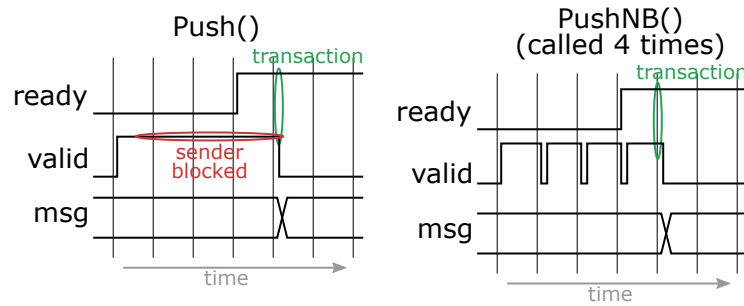 Push()
transaction
ready
valid
sender
blocked
msg
time
PushNB()
(called 4 times)
transaction
ready
valid
msg
time